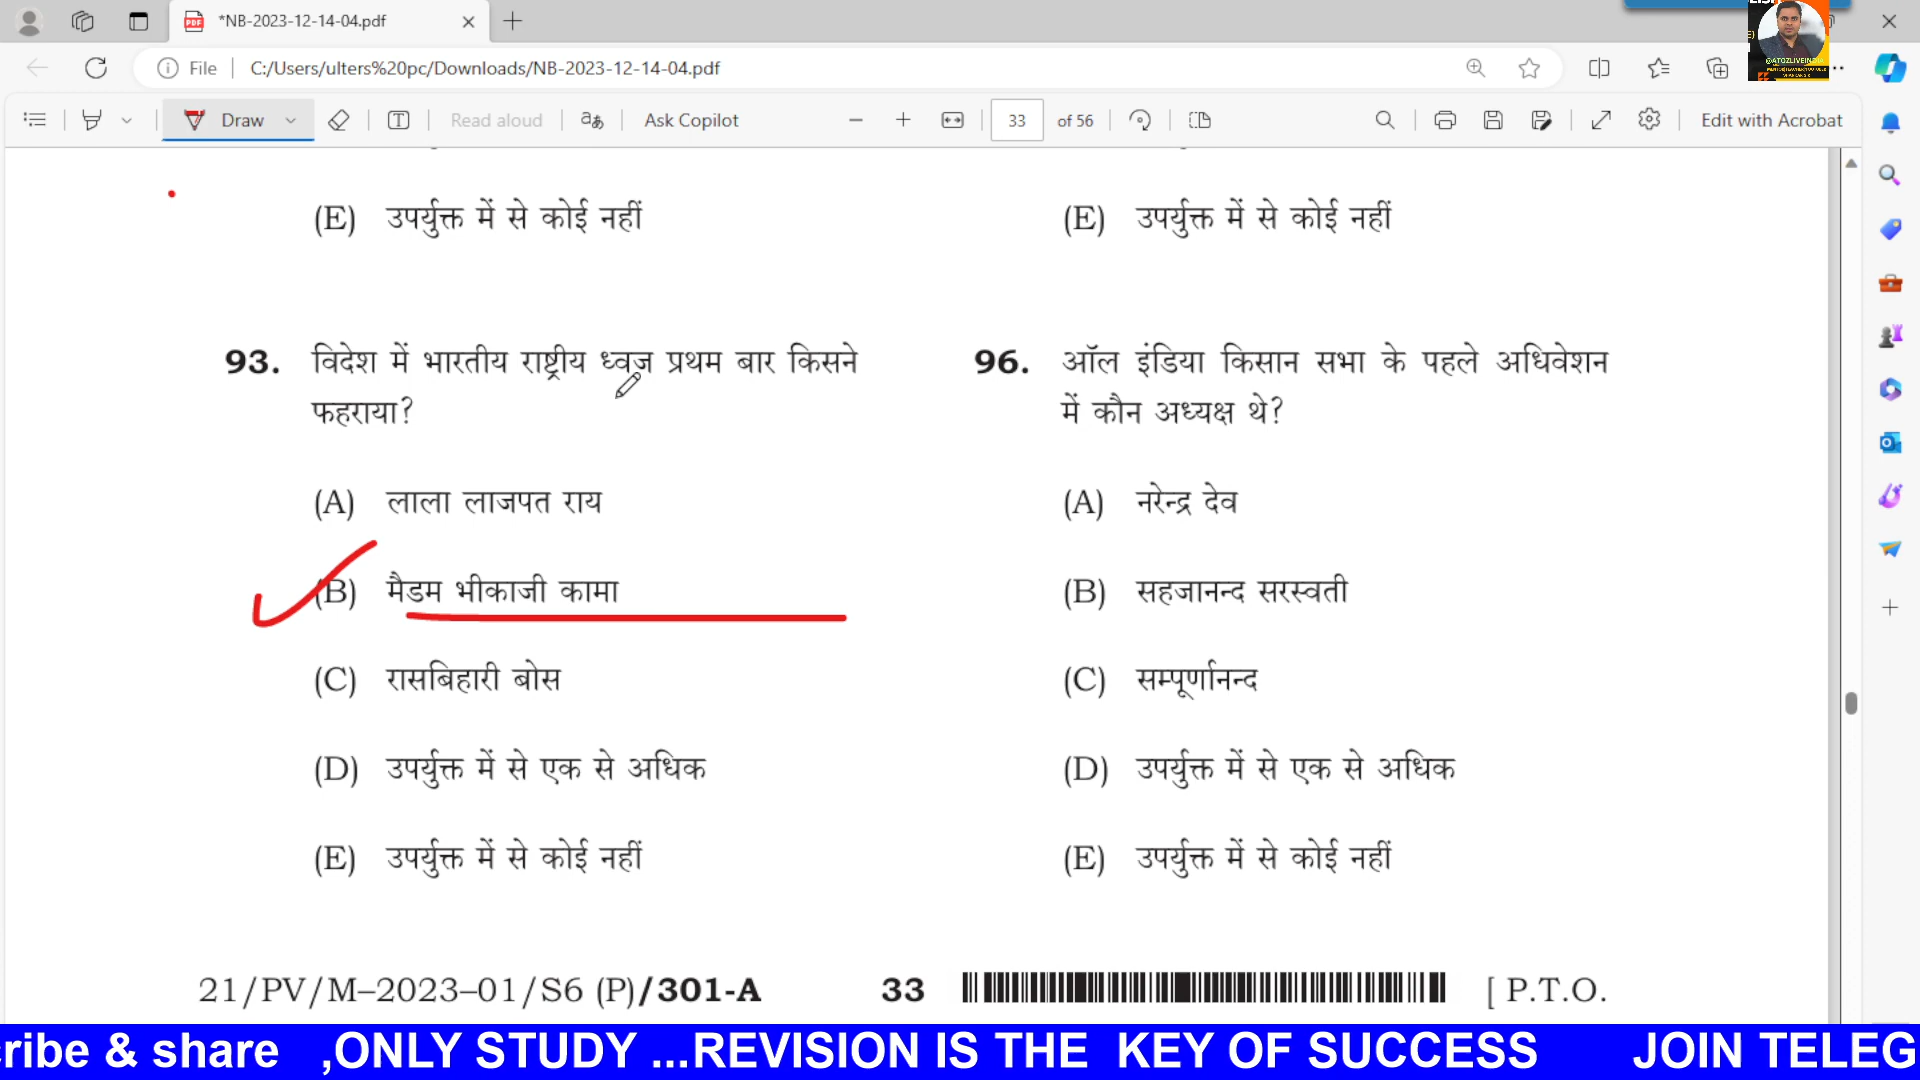 *NB-2023-12-14-04.pdf
File
C:/Users/ulters%20pc/Downloads/NB-2023-12-14-04.pdf
@ATOZLIVEINDIA
Draw
Read aloud
Ask Copilot
33
of 56
Edit with Acrobat
(E) उपर्युक्त में से कोई नहीं
93. विदेश में भारतीय राष्ट्रीय ध्वज प्रथम बार किसने
फहराया?
(A) लाला लाजपत राय
(B) मैडम भीकाजी कामा
(C) रासबिहारी बोस
(D) उपर्युक्त में से एक से अधिक
(E) उपर्युक्त में से कोई नहीं
(E) उपर्युक्त में से कोई नहीं
96. ऑल इंडिया किसान सभा के पहले अधिवेशन
में कौन अध्यक्ष थे?
(A) नरेन्द्र देव
(B) सहजानन्द सरस्वती
(C) सम्पूर्णानन्द
(D) उपर्युक्त में से एक से अधिक
(E) उपर्युक्त में से कोई नहीं
21/PV/M–2023–01/S6 (P)/301-A 33 [ P.T.O.
cribe & share ,ONLY STUDY ...REVISION IS THE KEY OF SUCCESS JOIN TELEG